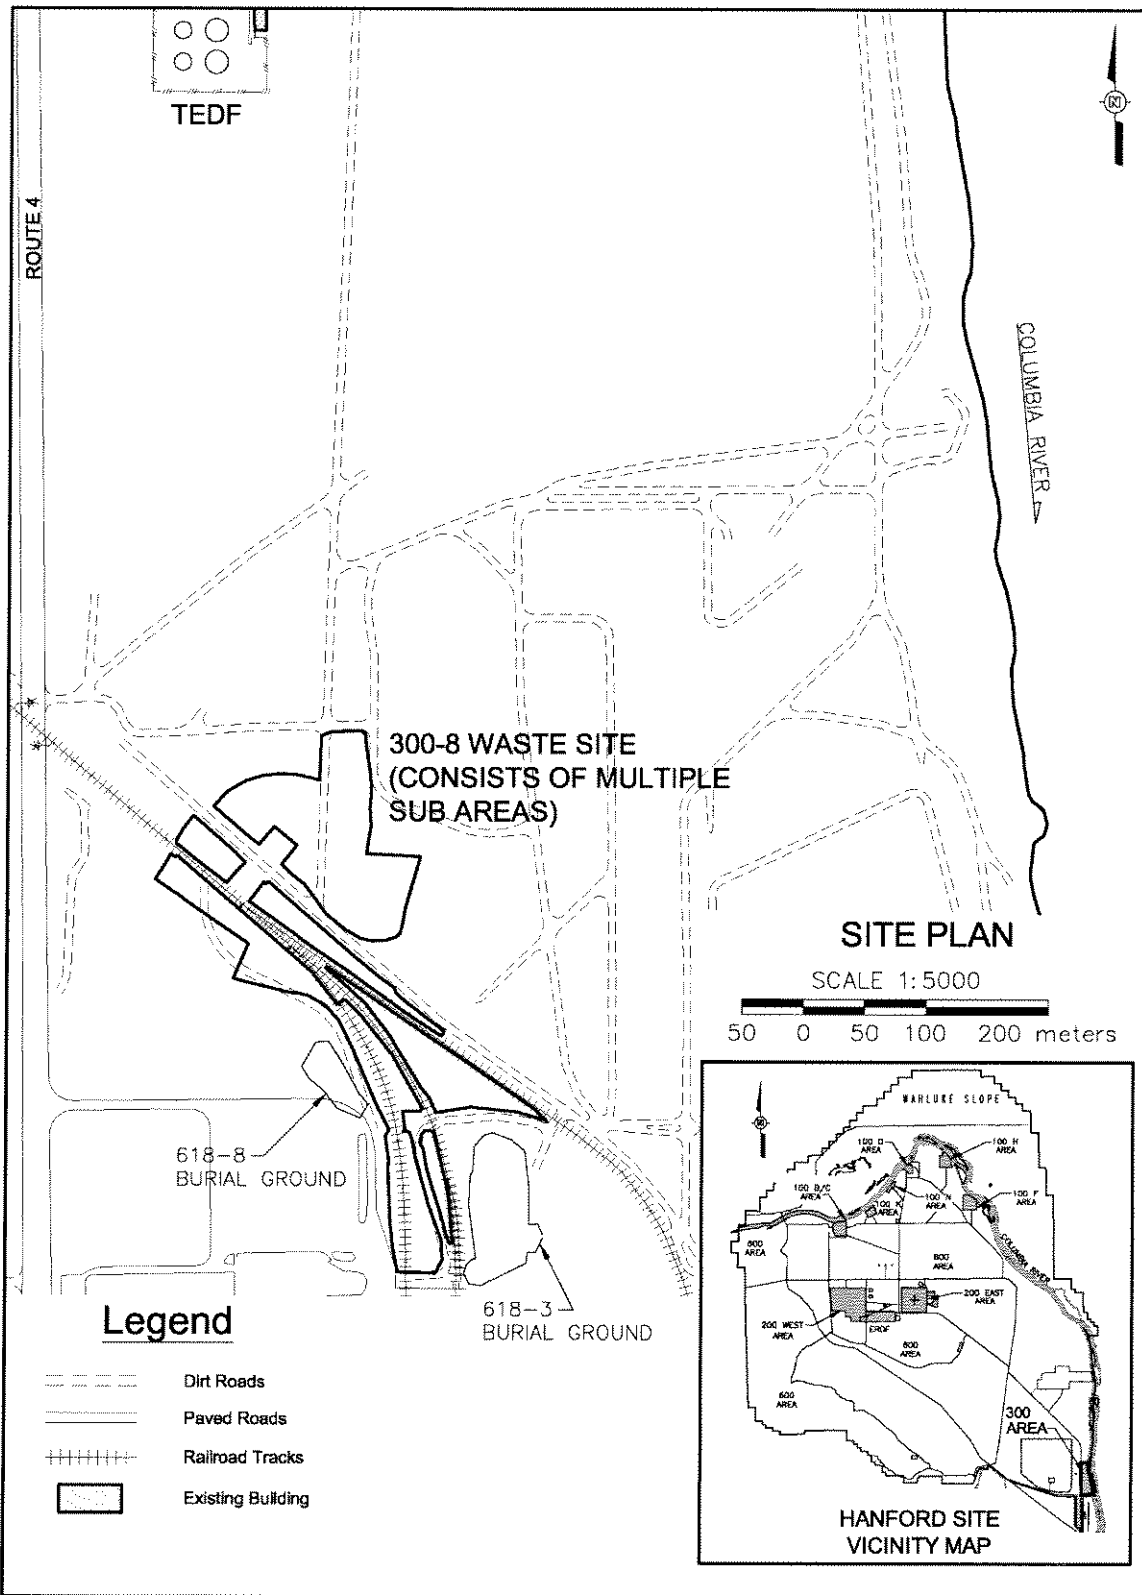 TEDF
N
ROUTE 4
COLUMBIA RIVER
300-8 WASTE SITE
(CONSISTS OF MULTIPLE
SUB AREAS)
SITE PLAN
SCALE 1:5000
50 0 50 100 200 meters
618-8
BURIAL GROUND
618-3
BURIAL GROUND
Legend
Dirt Roads
Paved Roads
Railroad Tracks
Existing Building
WAHLUKE SLOPE
N
100 D
AREA
100 H
AREA
100 B/C
AREA
100 K
AREA
100 N
AREA
100 F
AREA
COLUMBIA RIVER
600
AREA
600
AREA
200 EAST
AREA
200 WEST
AREA
ERDF
600
AREA
600
AREA
300
AREA
HANFORD SITE
VICINITY MAP